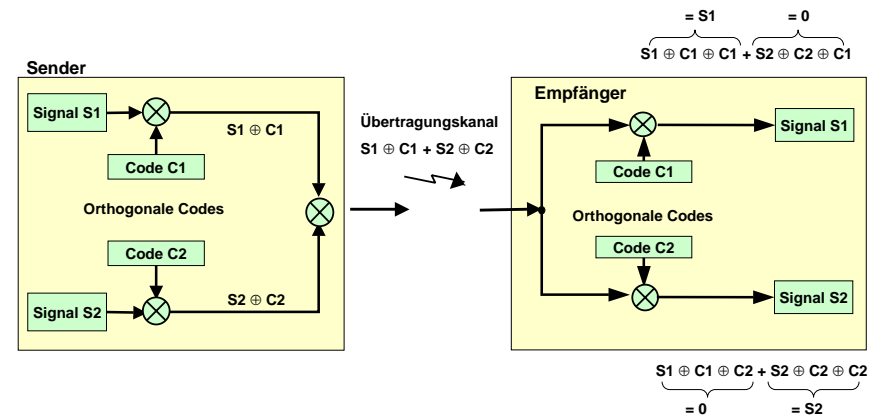 = S1 = 0
S1 ⊕ C1 ⊕ C1 + S2 ⊕ C2 ⊕ C1
Sender
Signal S1
S1 ⊕ C1
Code C1
Orthogonale Codes
Code C2
Signal S2
S2 ⊕ C2
Übertragungskanal
S1 ⊕ C1 + S2 ⊕ C2
Empfänger
Signal S1
Code C1
Orthogonale Codes
Code C2
Signal S2
S1 ⊕ C1 ⊕ C2 + S2 ⊕ C2 ⊕ C2
= 0 = S2